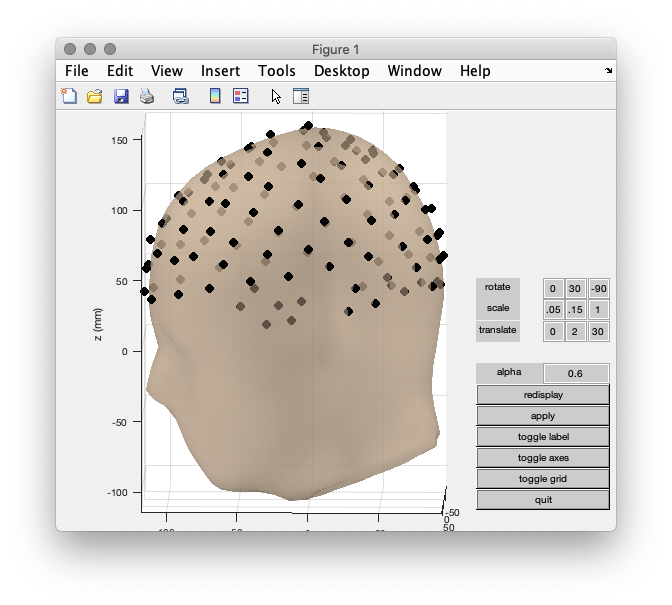 Figure 1
File Edit View Insert Tools Desktop Window Help
150
100
50
0
-50
-100
z (mm)
-50
0
50
rotate 0 30 -90
scale .05 .15 1
translate 0 2 30
alpha 0.6
redisplay
apply
toggle label
toggle axes
toggle grid
quit